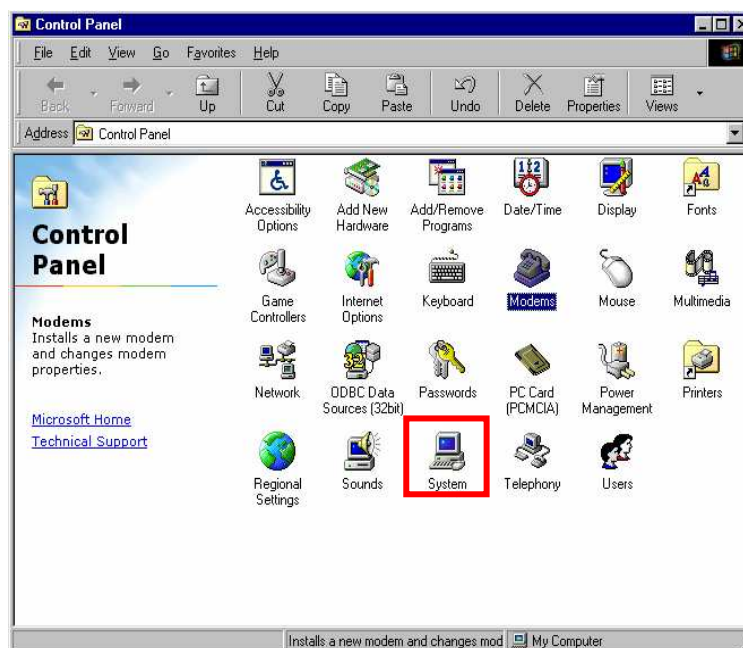 Control Panel
File Edit View Go Favorites Help
Back Forward Up Cut Copy Paste Undo Delete Properties Views
Address Control Panel
Control
Panel
Modems
Installs a new modem
and changes modem
properties.
Microsoft Home
Technical Support
Accessibility
Options
Add New
Hardware
Add/Remove
Programs
Date/Time
Display
Fonts
Game
Controllers
Internet
Options
Keyboard
Modems
Mouse
Multimedia
Network
ODBC Data
Sources (32bit)
Passwords
PC Card
(PCMCIA)
Power
Management
Printers
Regional
Settings
Sounds
System
Telephony
Users
Installs a new modem and changes mod My Computer